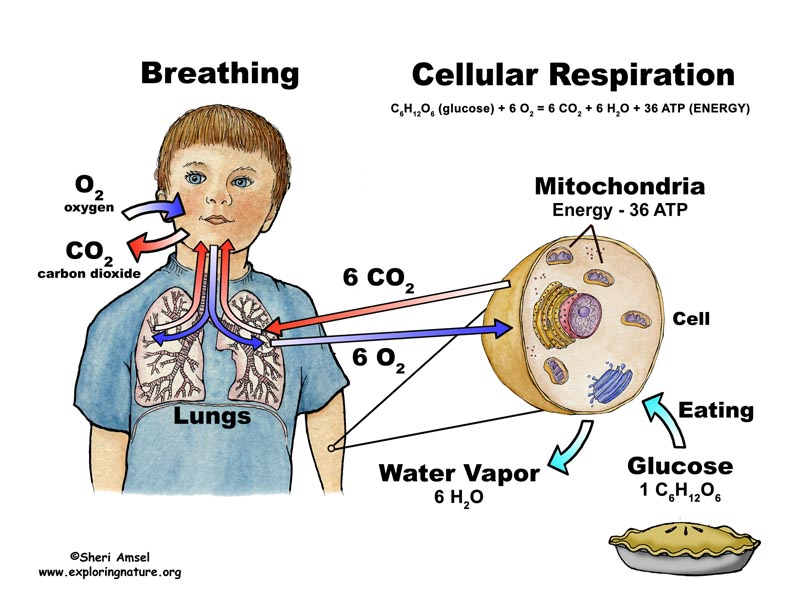 Breathing
Cellular Respiration
C₆H₁₂O₆ (glucose) + 6 O₂ = 6 CO₂ + 6 H₂O + 36 ATP (ENERGY)
O₂
oxygen
CO₂
carbon dioxide
Mitochondria
Energy - 36 ATP
6 CO₂
Cell
6 O₂
Lungs
Eating
Water Vapor
6 H₂O
Glucose
1 C₆H₁₂O₆
©Sheri Amsel
www.exploringnature.org